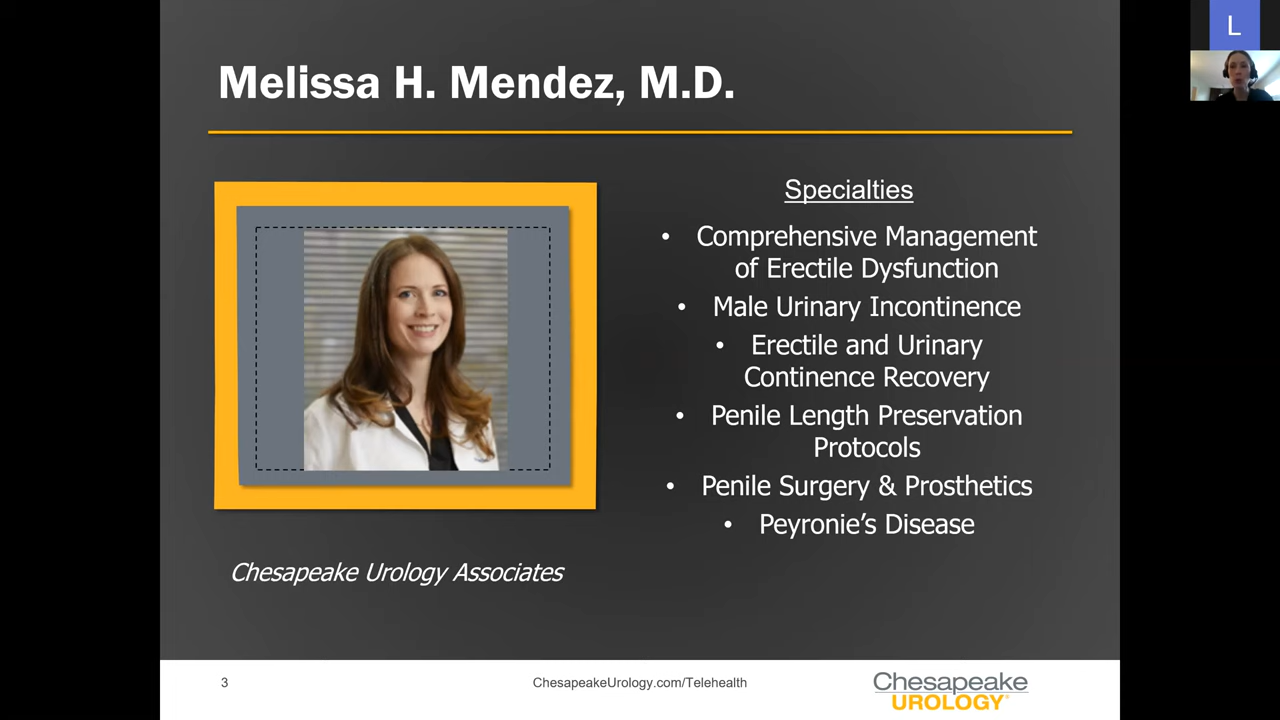 L
Melissa H. Mendez, M.D.
Specialties
• Comprehensive Management
of Erectile Dysfunction
• Male Urinary Incontinence
• Erectile and Urinary
Continence Recovery
• Penile Length Preservation
Protocols
• Penile Surgery & Prosthetics
• Peyronie’s Disease
Chesapeake Urology Associates
3
ChesapeakeUrology.com/Telehealth
Chesapeake
UROLOGY®